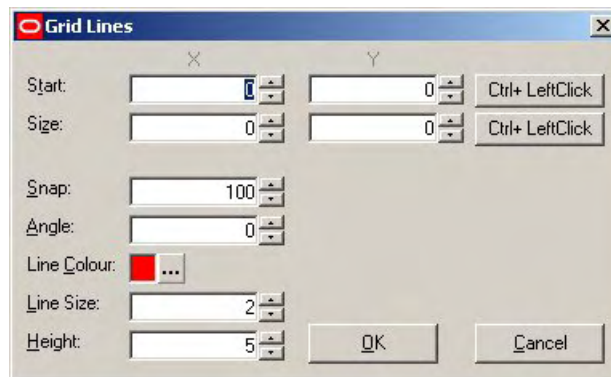 Grid Lines
X Y
Start: 0 0 Ctrl+ LeftClick
Size: 0 0 Ctrl+ LeftClick
Snap: 100
Angle: 0
Line Colour: ...
Line Size: 2
Height: 5 OK Cancel